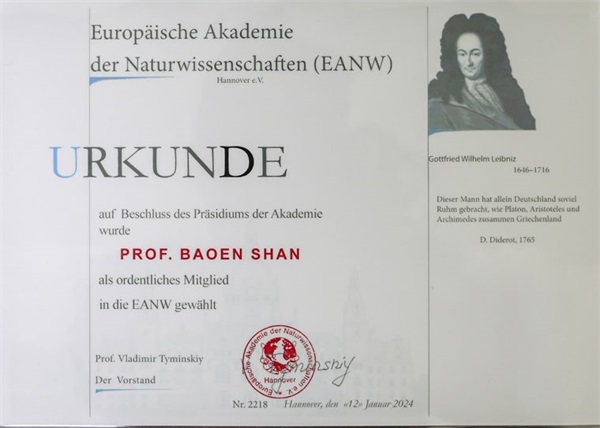 Europäische Akademie
der Naturwissenschaften (EANW)
Hannover e.V.
URKUNDE
auf Beschluss des Präsidiums der Akademie
wurde
PROF. BAOEN SHAN
als ordentliches Mitglied
in die EANW gewählt
Prof. Vladimir Tyminskiy
Der Vorstand
Europäische Akademie der Naturwissenschaften e.V.
Hannover
Nr. 2218 Hannover, den «12» Januar 2024
Gottfried Wilhelm Leibniz
1646–1716
Dieser Mann hat allein Deutschland soviel
Ruhm gebracht, wie Platon, Aristoteles und
Archimedes zusammen Griechenland
D. Diderot, 1765